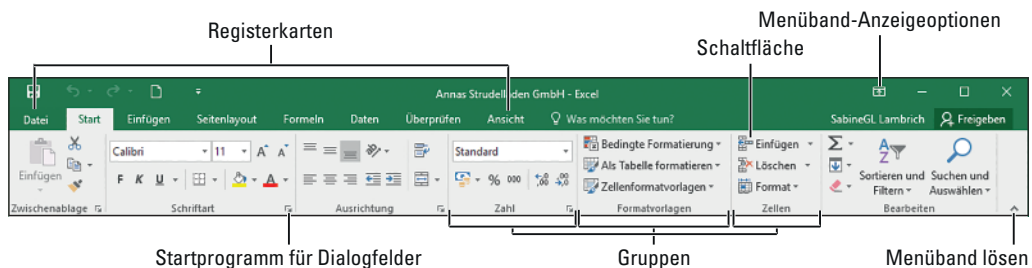 Menüband-Anzeigeoptionen
Registerkarten
Schaltfläche
Annas Strudelladen GmbH - Excel
Datei Start Einfügen Seitenlayout Formeln Daten Überprüfen Ansicht Was möchten Sie tun? SabineGL Lambrich Freigeben
Calibri 11 A A Standard Bedingte Formatierung Einfügen Σ A Z
Als Tabelle formatieren Löschen
Einfügen F K U A % 000 ,00 Zellenformatvorlagen Format Sortieren und Filtern Suchen und Auswählen
Zwischenablage Schriftart Ausrichtung Zahl Formatvorlagen Zellen Bearbeiten
Startprogramm für Dialogfelder Gruppen Menüband lösen